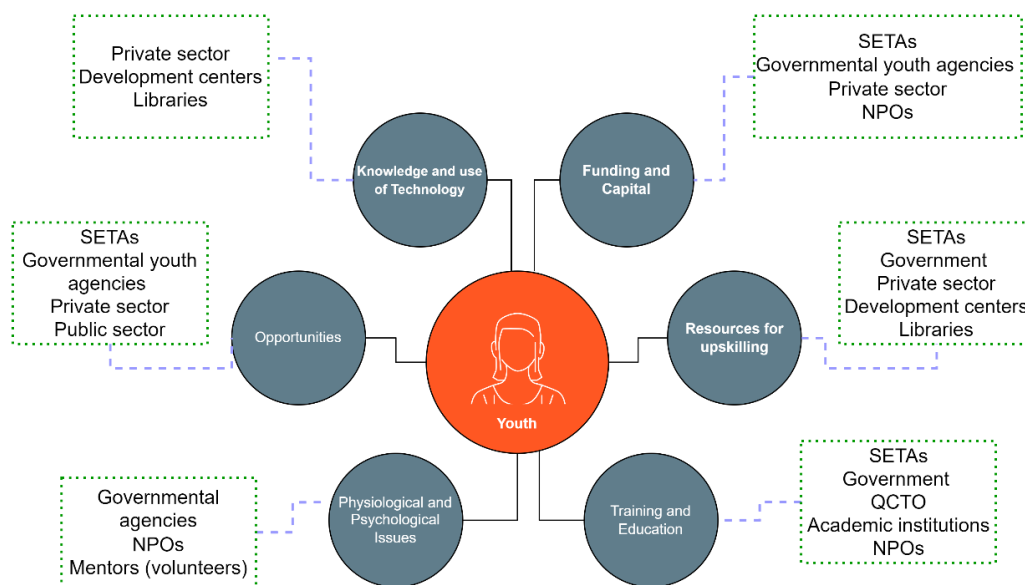 Private sector
Development centers
Libraries
SETAs
Governmental youth agencies
Private sector
NPOs
Knowledge and use
of Technology
Funding and
Capital
SETAs
Governmental youth
agencies
Private sector
Public sector
Opportunities
Resources for
upskilling
SETAs
Government
Private sector
Development centers
Libraries
Youth
Governmental
agencies
NPOs
Mentors (volunteers)
Physiological and
Psychological
Issues
Training and
Education
SETAs
Government
QCTO
Academic institutions
NPOs